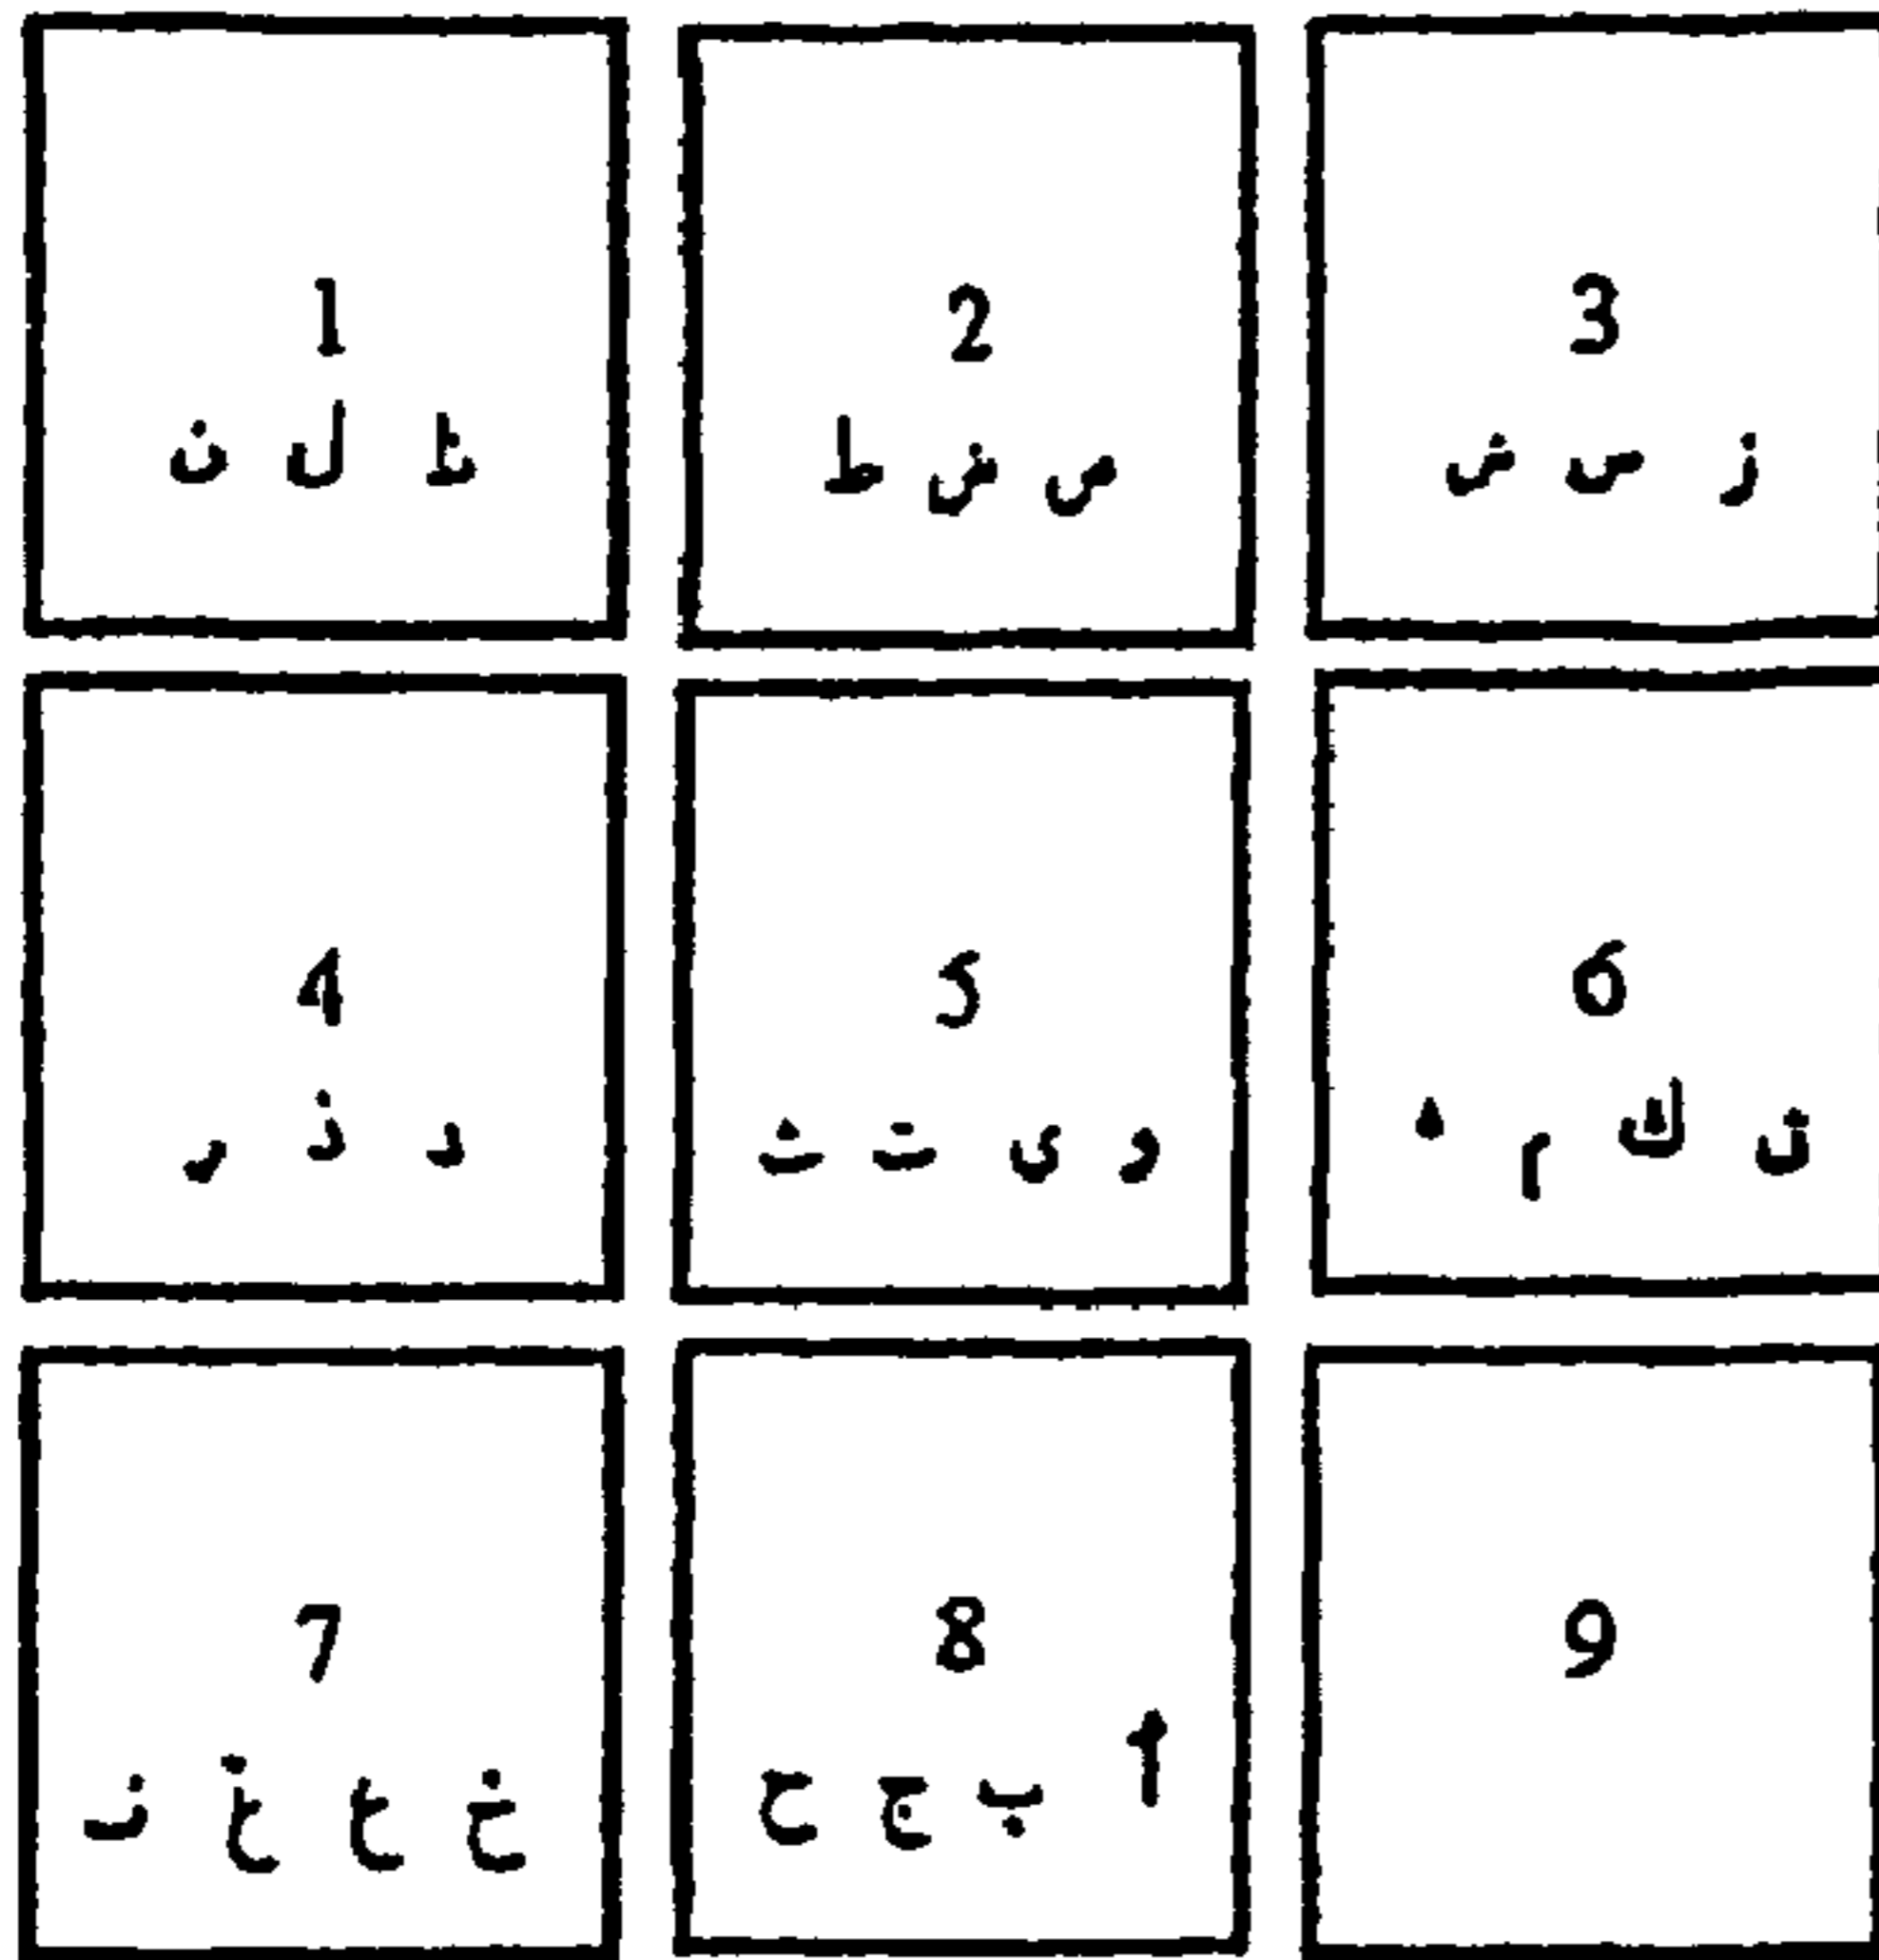 1
ظ ل ن
2
ص ض ط
3
ز س ش
4
د ذ ر
5
و ى ت ث
6
ق ك م ه
7
خ ع غ ف
8
أ ب ج ح
9